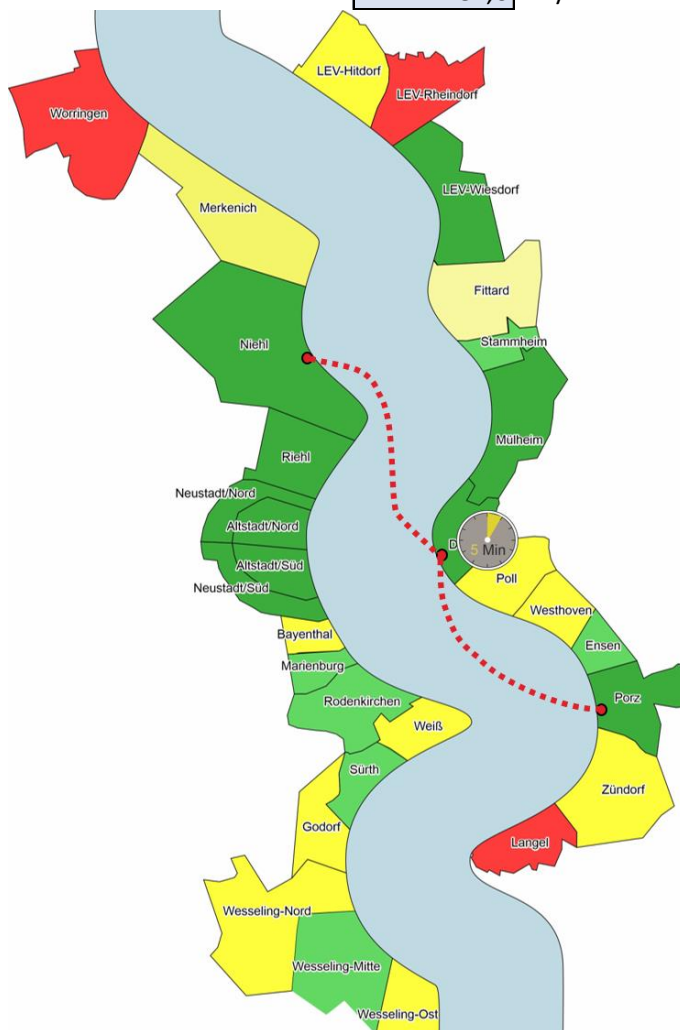 LEV-Hitdorf
LEV-Rheindorf
Worringen
LEV-Wiesdorf
Merkenich
Fittard
Stammheim
Niehl
Mülheim
Riehl
Neustadt/Nord
Altstadt/Nord
5 Min
Altstadt/Süd
Poll
Neustadt/Süd
Westhoven
Bayenthal
Ensen
Marienburg
Rodenkirchen
Porz
Weiß
Sürth
Zündorf
Godorf
Langel
Wesseling-Nord
Wesseling-Mitte
Wesseling-Ost